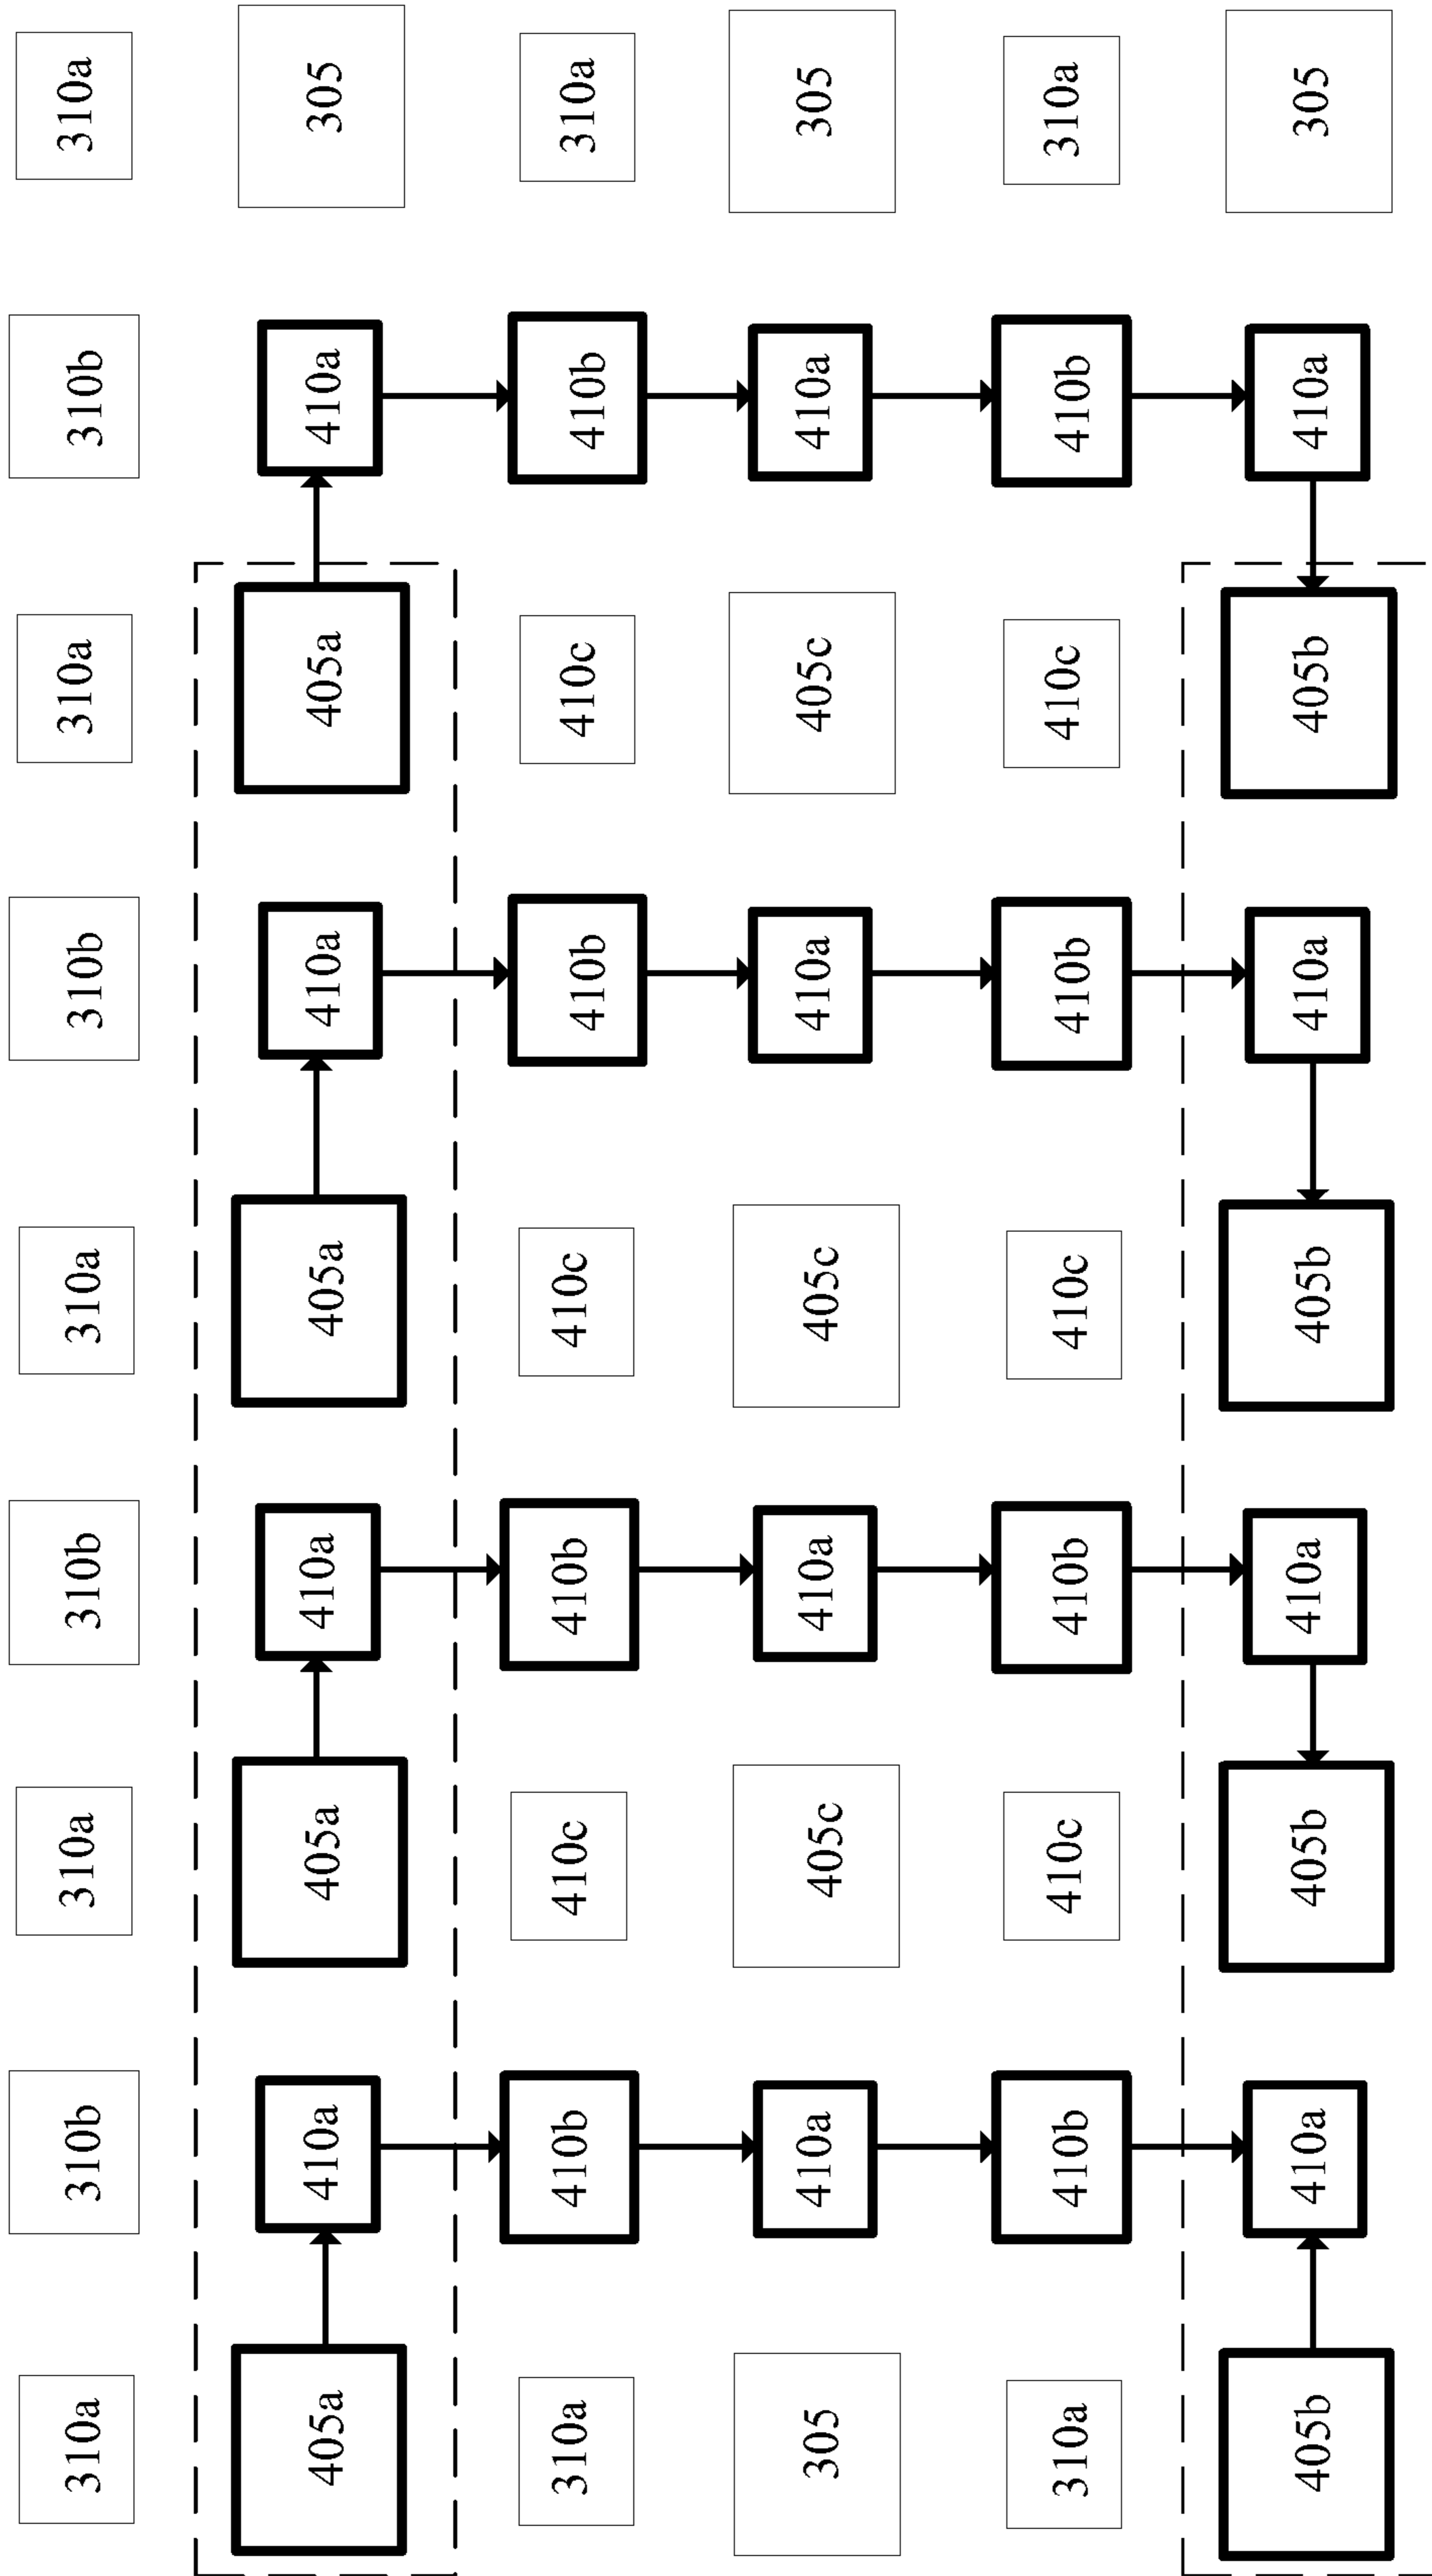 310a 310b 310a 310b 310a 310b 310a 310b 310a
405a 410a 405a 410a 405a 410a 405a 410a 305
310a 410b 410c 410b 410c 410b 410c 410b 310a
305 410a 405c 410a 405c 410a 405c 410a 305
310a 410b 410c 410b 410c 410b 410c 410b 310a
405b 410a 405b 410a 405b 410a 405b 410a 305